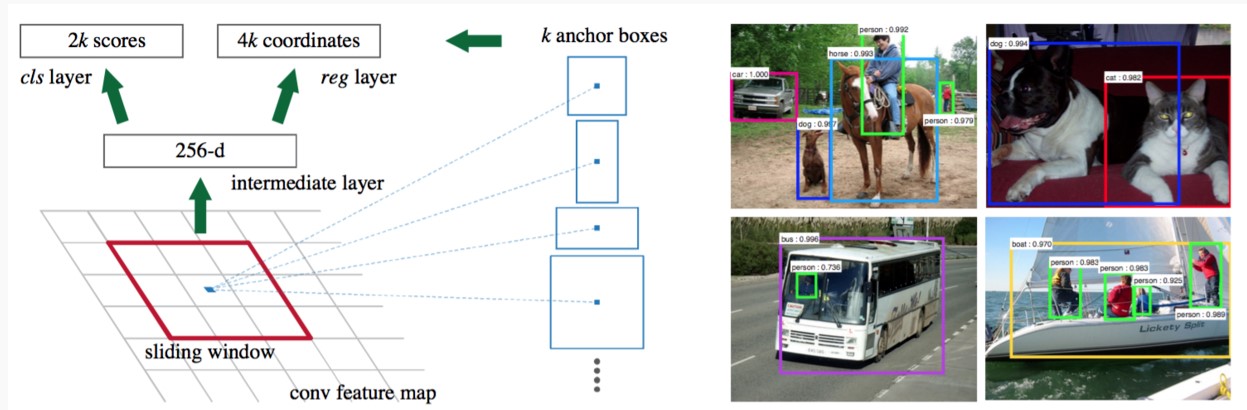 2k scores
4k coordinates
k anchor boxes
cls layer
reg layer
256-d
intermediate layer
sliding window
conv feature map
person : 0.992
horse : 0.993
car : 1.000
dog : 0.997
person : 0.979
dog : 0.994
cat : 0.982
bus : 0.996
person : 0.736
boat : 0.970
person : 0.983
person : 0.983
person : 0.925
person : 0.989
Lickety Split